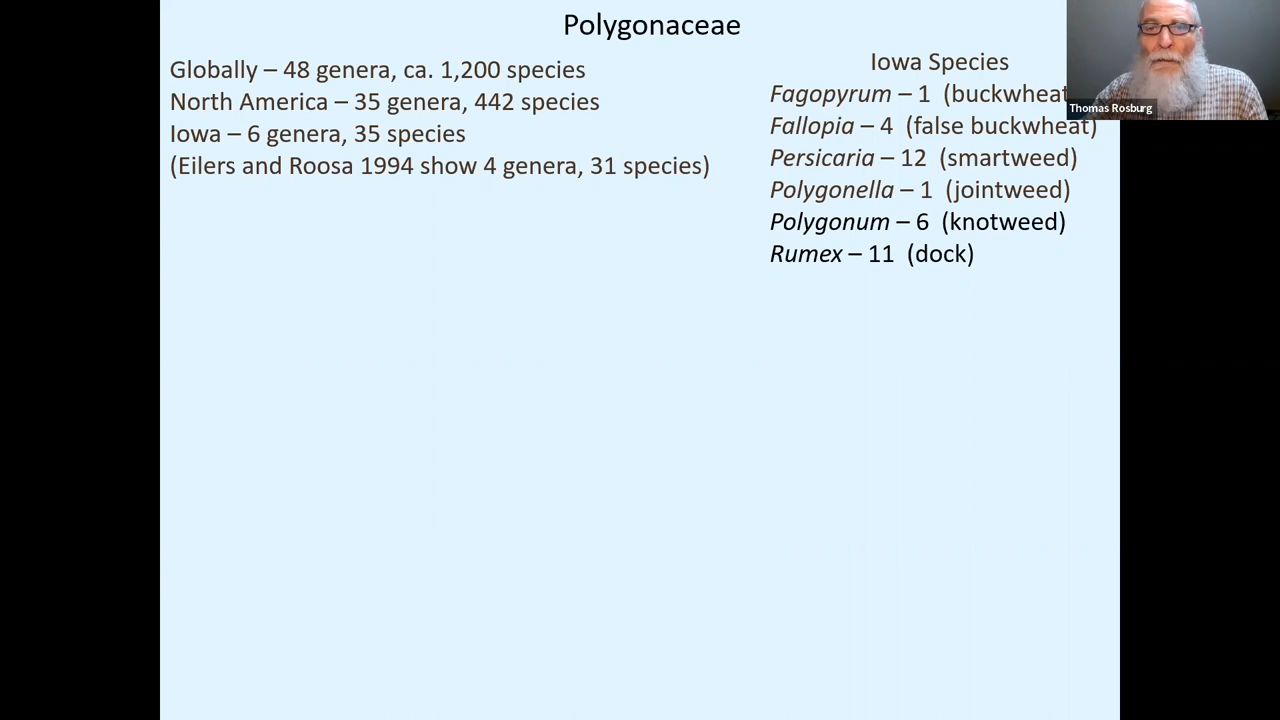 Polygonaceae
Globally – 48 genera, ca. 1,200 species
North America – 35 genera, 442 species
Iowa – 6 genera, 35 species
(Eilers and Roosa 1994 show 4 genera, 31 species)
Iowa Species
Fagopyrum – 1 (buckwheat
Fallopia – 4 (false buckwheat)
Persicaria – 12 (smartweed)
Polygonella – 1 (jointweed)
Polygonum – 6 (knotweed)
Rumex – 11 (dock)
Thomas Rosburg